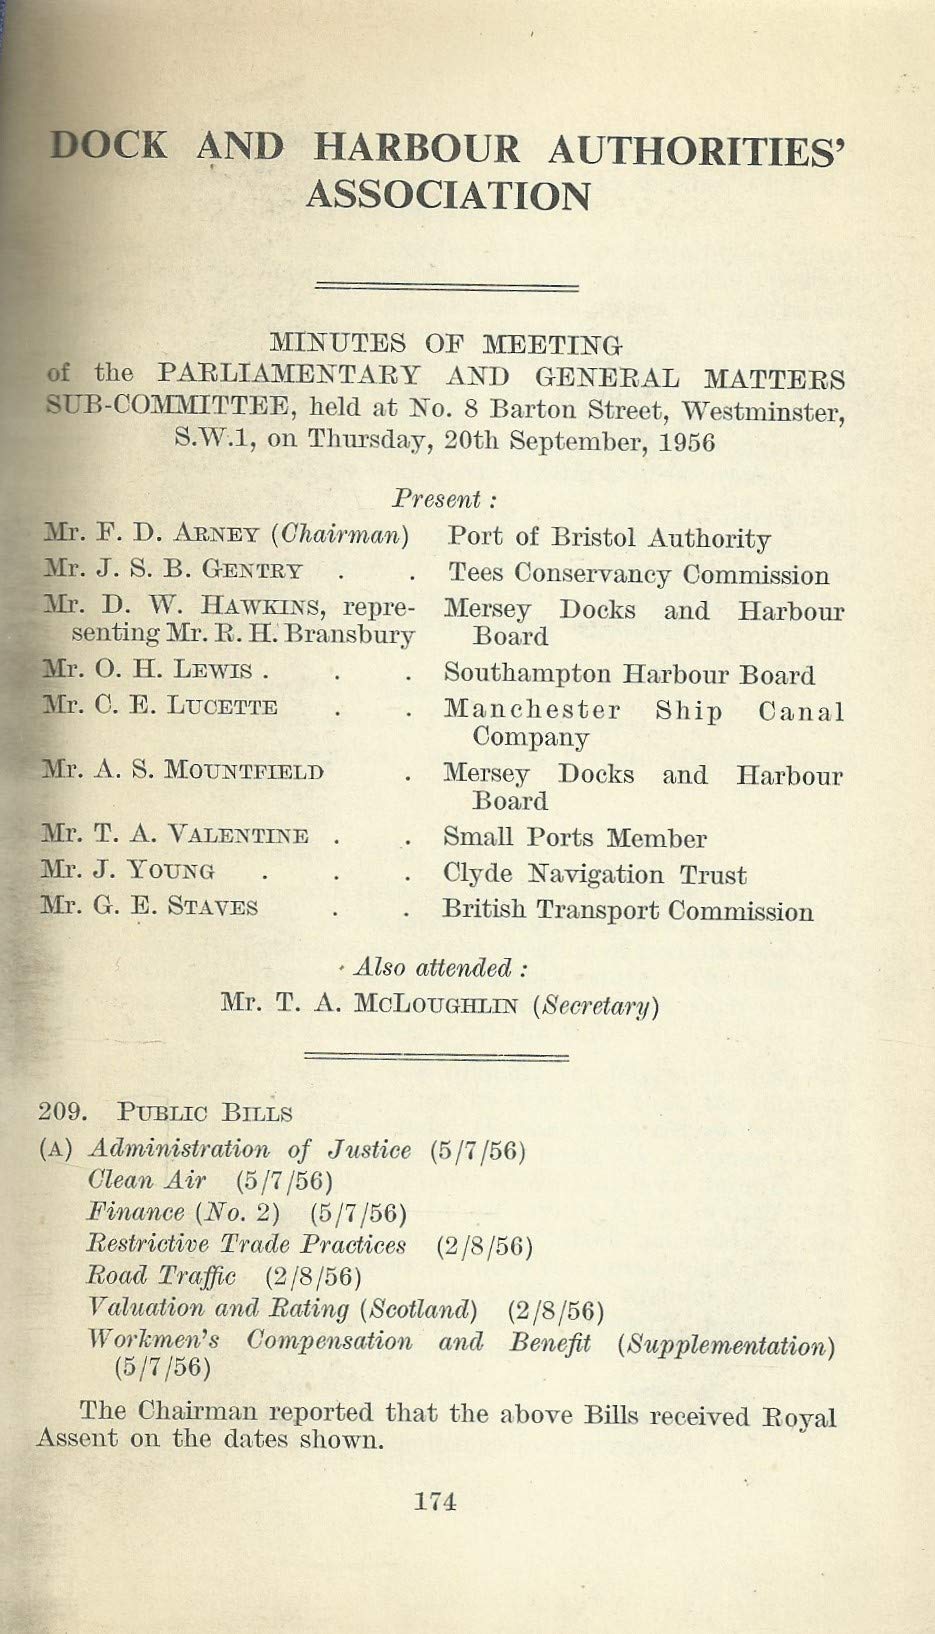 DOCK AND HARBOUR AUTHORITIES'
ASSOCIATION
MINUTES OF MEETING
of the PARLIAMENTARY AND GENERAL MATTERS
SUB-COMMITTEE, held at No. 8 Barton Street, Westminster,
S.W.1, on Thursday, 20th September, 1956
Present :
Mr. F. D. ARNEY (Chairman) Port of Bristol Authority
Mr. J. S. B. GENTRY . . Tees Conservancy Commission
Mr. D. W. HAWKINS, repre- Mersey Docks and Harbour
senting Mr. R. H. Bransbury Board
Mr. O. H. LEWIS . . . Southampton Harbour Board
Mr. C. E. LUCETTE . . Manchester Ship Canal
Company
Mr. A. S. MOUNTFIELD . Mersey Docks and Harbour
Board
Mr. T. A. VALENTINE . . Small Ports Member
Mr. J. YOUNG . . . Clyde Navigation Trust
Mr. G. E. STAVES . . British Transport Commission
Also attended :
Mr. T. A. MCLOUGHLIN (Secretary)
209. PUBLIC BILLS
(A) Administration of Justice (5/7/56)
Clean Air (5/7/56)
Finance (No. 2) (5/7/56)
Restrictive Trade Practices (2/8/56)
Road Traffic (2/8/56)
Valuation and Rating (Scotland) (2/8/56)
Workmen's Compensation and Benefit (Supplementation)
(5/7/56)
The Chairman reported that the above Bills received Royal
Assent on the dates shown.
174